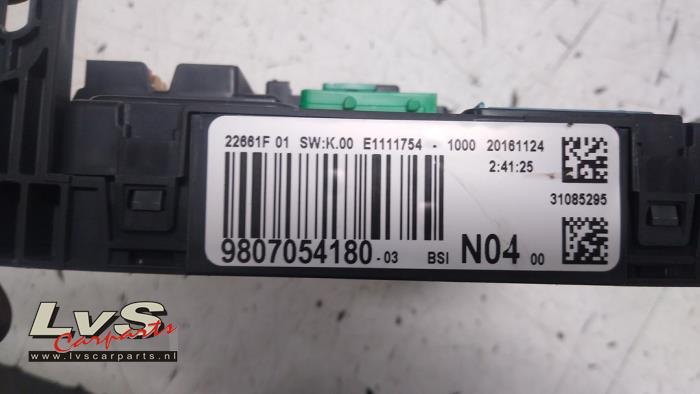 22661F 01 SW:K.00 E1111754 - 1000 20161124
2:41:25
31085295
9807054180 - 03 BSI N04 00
LvS
Carparts
www.lvscarparts.nl